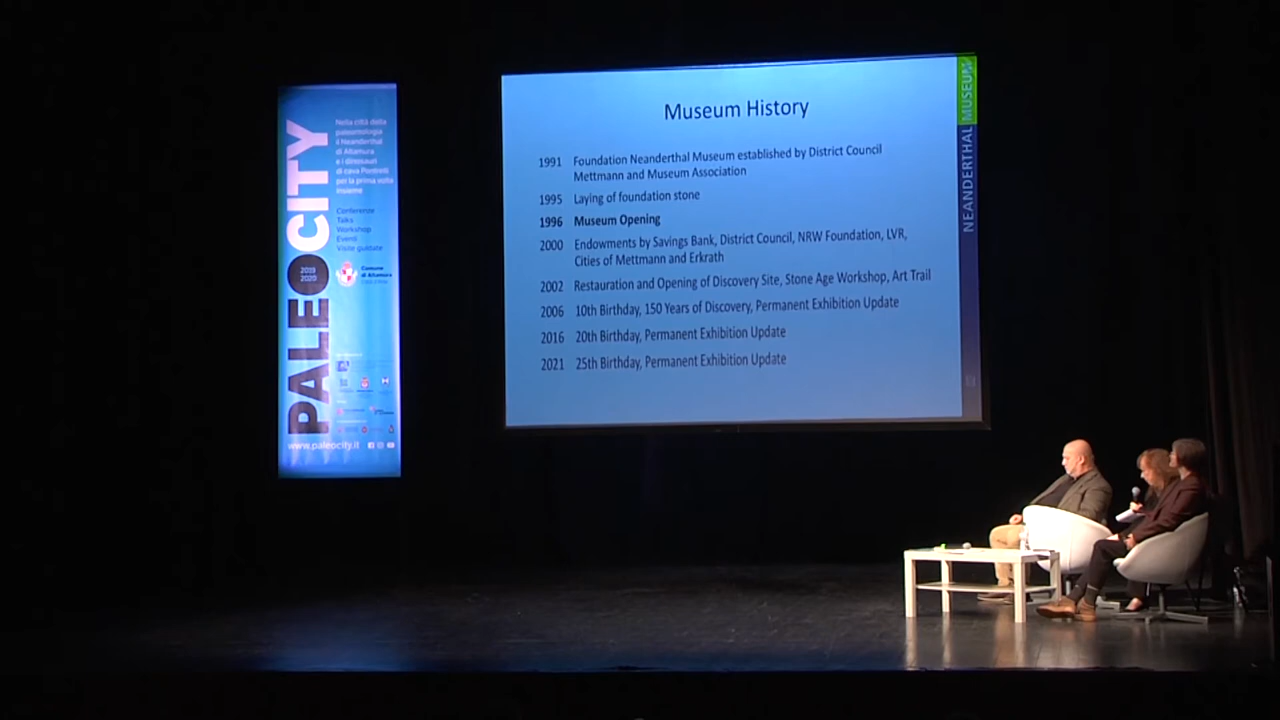 PALEOCITY
2019
2020
Nella città della
paleontologia
il Neanderthal
di Altamura
e i dinosauri
di cava Pontrelli
per la prima volta
insieme
Conferenze
Talks
Workshop
Eventi
Visite guidate
Comune
di Altamura
www.paleocity.it
Museum History
1991 Foundation Neanderthal Museum established by District Council
Mettmann and Museum Association
1995 Laying of foundation stone
1996 Museum Opening
2000 Endowments by Savings Bank, District Council, NRW Foundation, LVR,
Cities of Mettmann and Erkrath
2002 Restauration and Opening of Discovery Site, Stone Age Workshop, Art Trail
2006 10th Birthday, 150 Years of Discovery, Permanent Exhibition Update
2016 20th Birthday, Permanent Exhibition Update
2021 25th Birthday, Permanent Exhibition Update
NEANDERTHAL MUSEUM